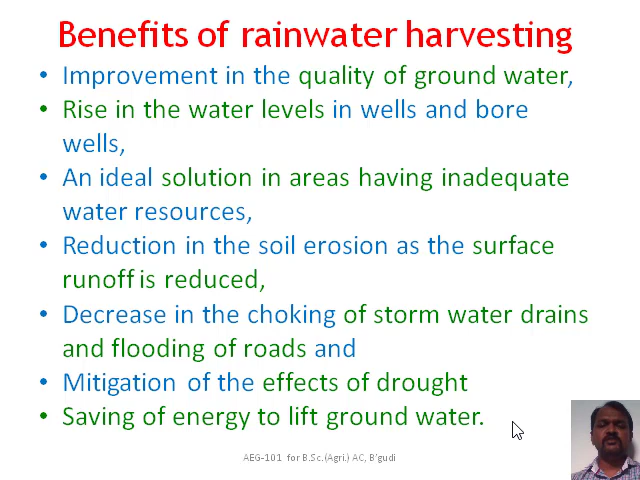 Benefits of rainwater harvesting
• Improvement in the quality of ground water,
• Rise in the water levels in wells and bore
wells,
• An ideal solution in areas having inadequate
water resources,
• Reduction in the soil erosion as the surface
runoff is reduced,
• Decrease in the choking of storm water drains
and flooding of roads and
• Mitigation of the effects of drought
• Saving of energy to lift ground water.
AEG-101 for B.Sc.(Agri.) AC, B'gudi